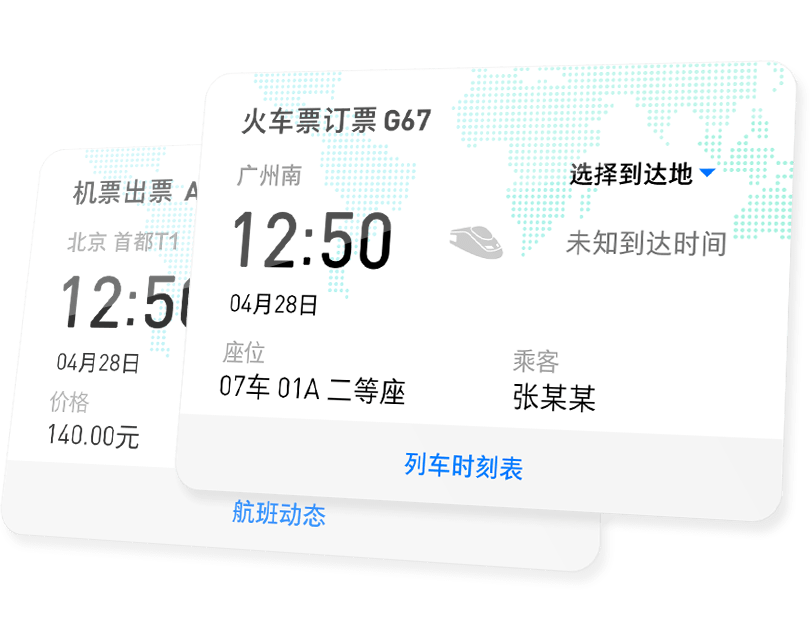 火车票订票 G67
广州南
选择到达地
12:50
未知到达时间
04月28日
座位
乘客
07车 01A 二等座
张某某
列车时刻表
机票出票 A
北京 首都T1
12:50
04月28日
价格
140.00元
航班动态